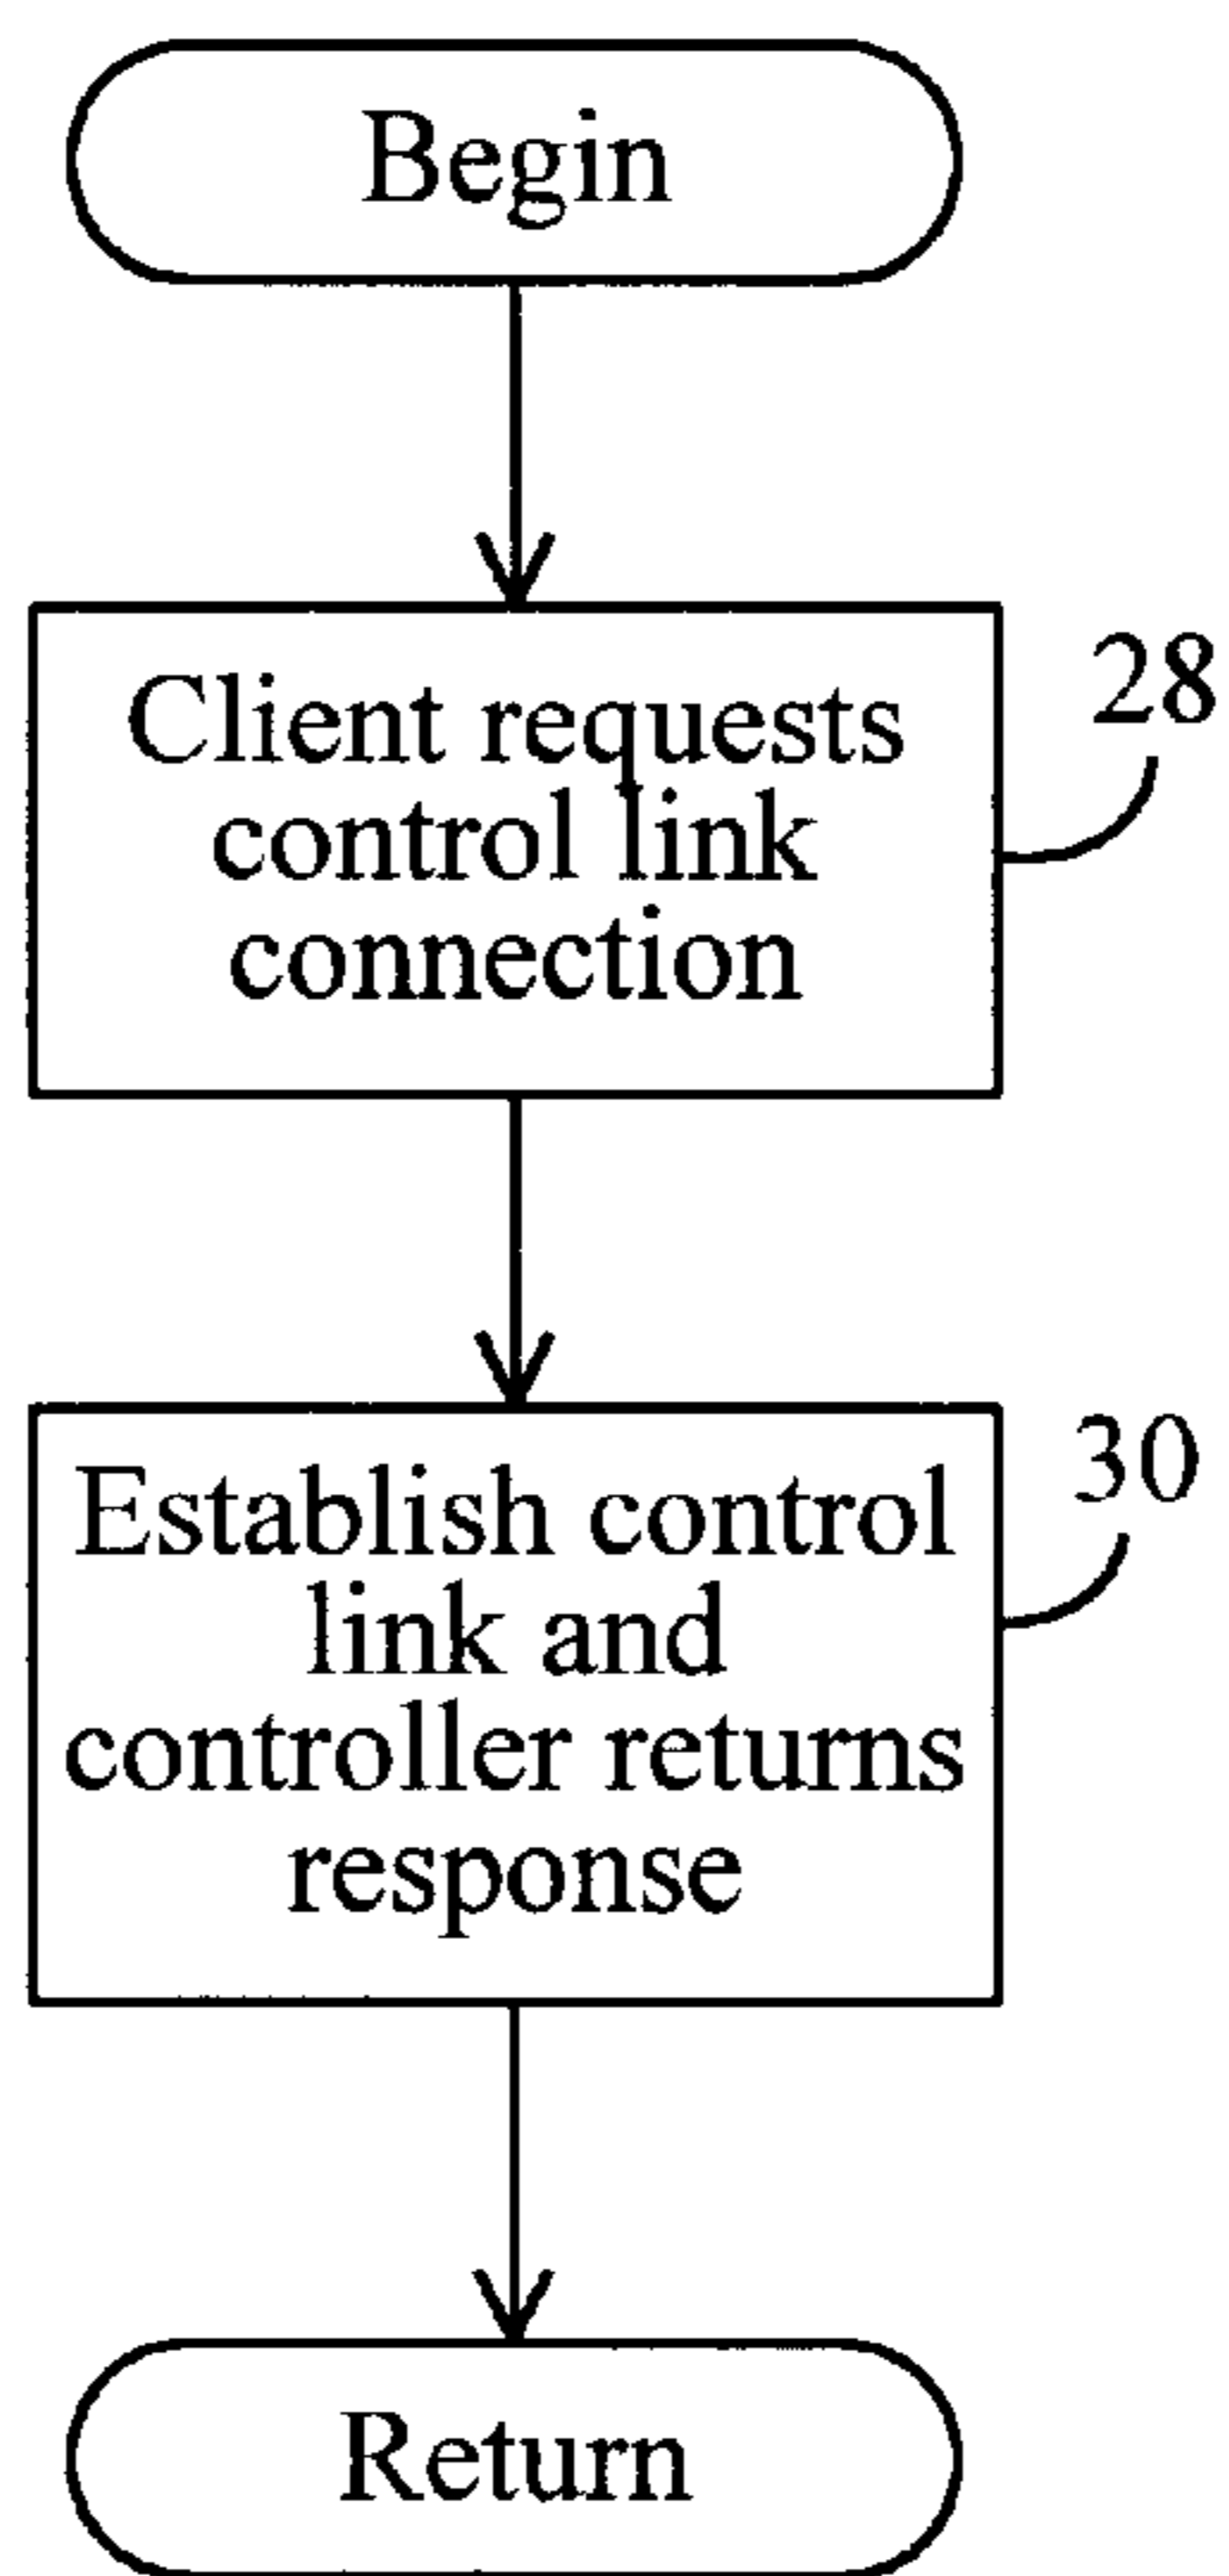 Begin
Client requests
control link
connection
28
Establish control
link and
controller returns
response
30
Return